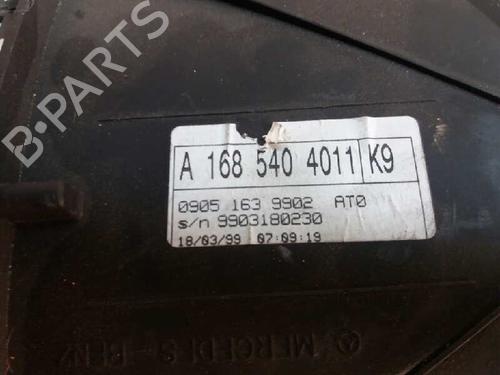 B-PARTS
A 168 540 4011 K9
0905 163 9902 AT0
s/n 9903180230
18/03/99 07:09:19
MERCEDES-BENZ